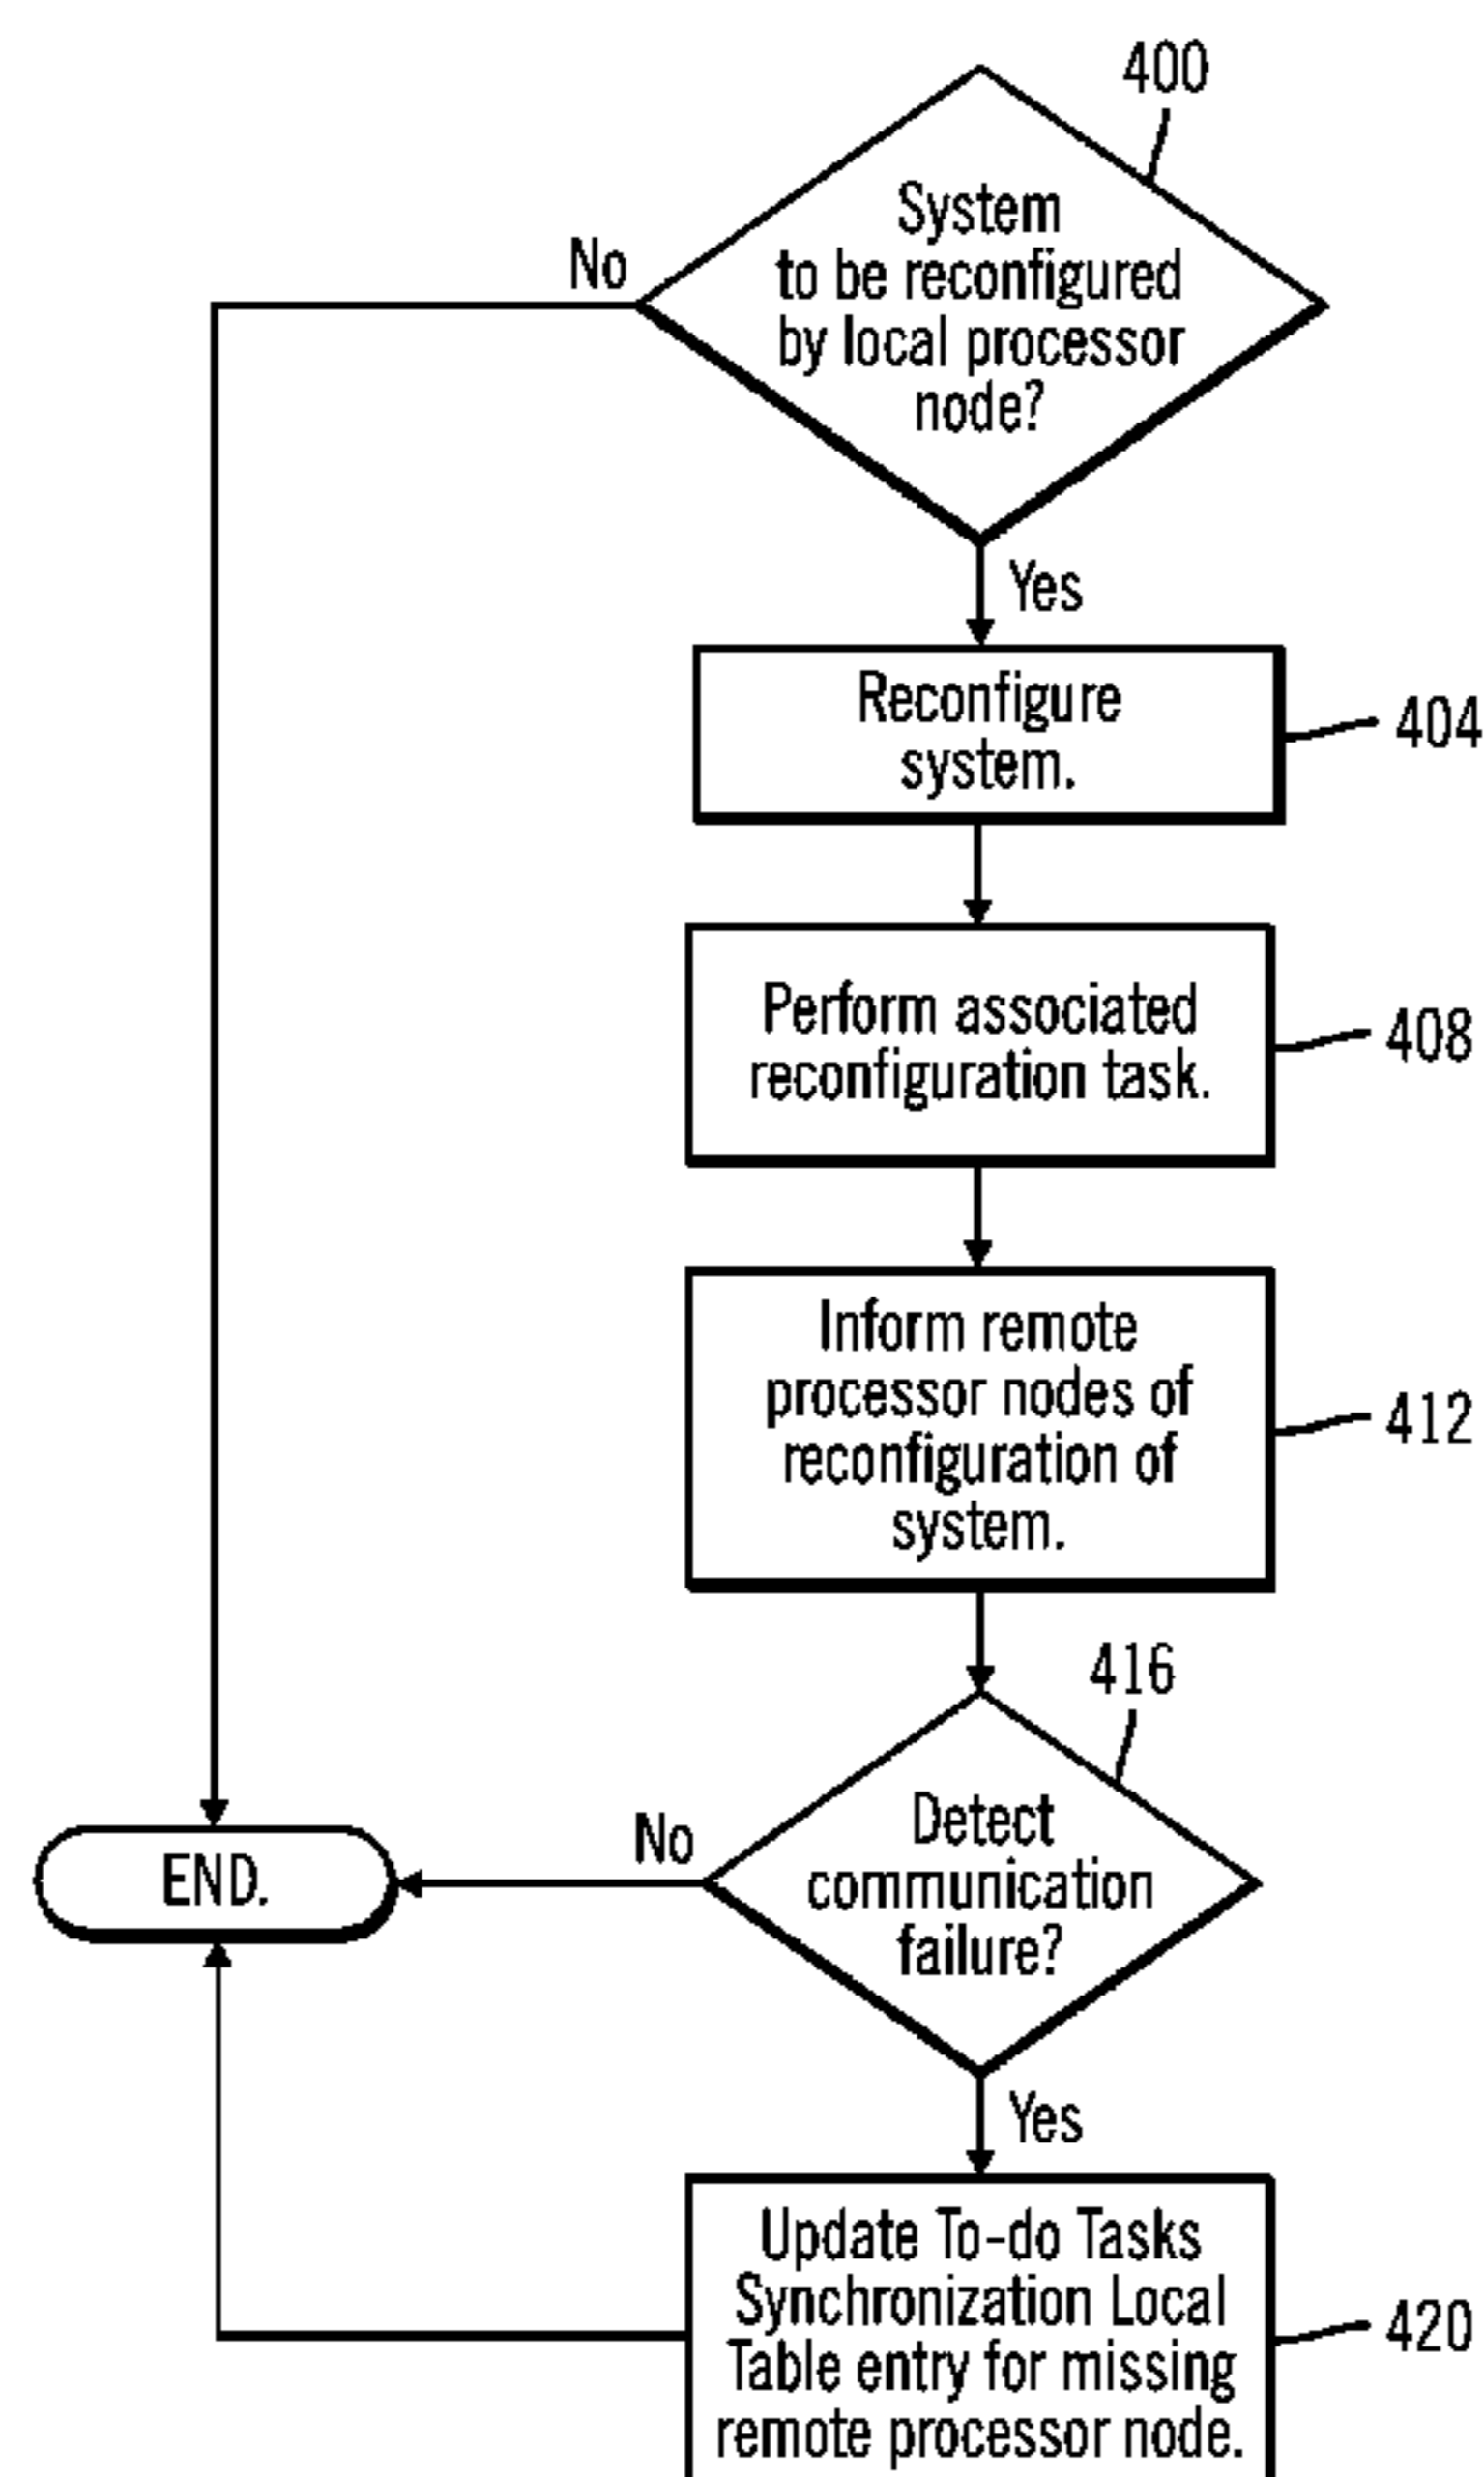 400
System
to be reconfigured
by local processor
node?
No
Yes
Reconfigure
system.
404
Perform associated
reconfiguration task.
408
Inform remote
processor nodes of
reconfiguration of
system.
412
416
Detect
communication
failure?
No
END.
Yes
Update To-do Tasks
Synchronization Local
Table entry for missing
remote processor node.
420